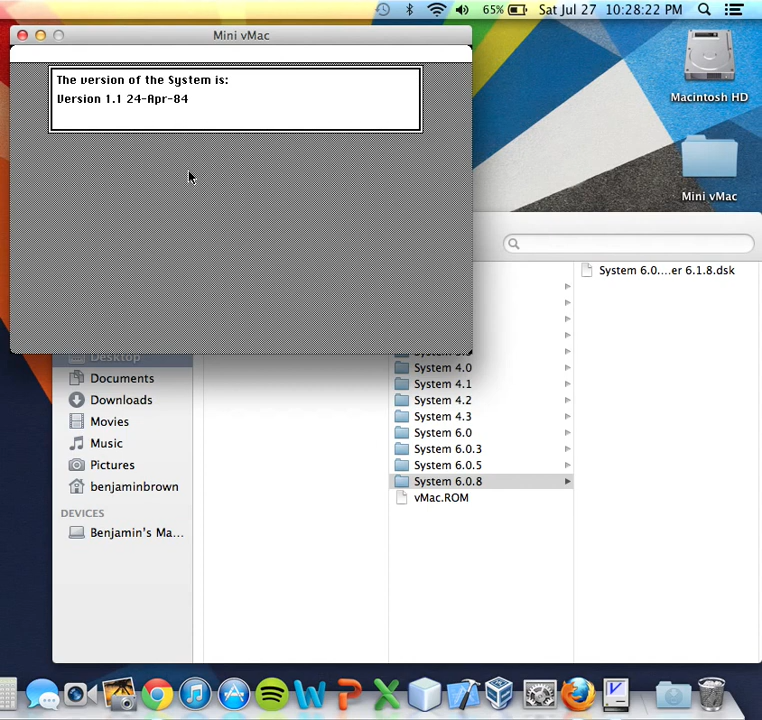 65% Sat Jul 27 10:28:22 PM
Mini vMac
The version of the System is:
Version 1.1 24-Apr-84
Macintosh HD
Mini vMac
System 6.0....er 6.1.8.dsk
Desktop
Documents
Downloads
Movies
Music
Pictures
benjaminbrown
DEVICES
Benjamin's Ma...
System 4.0
System 4.1
System 4.2
System 4.3
System 6.0
System 6.0.3
System 6.0.5
System 6.0.8
vMac.ROM